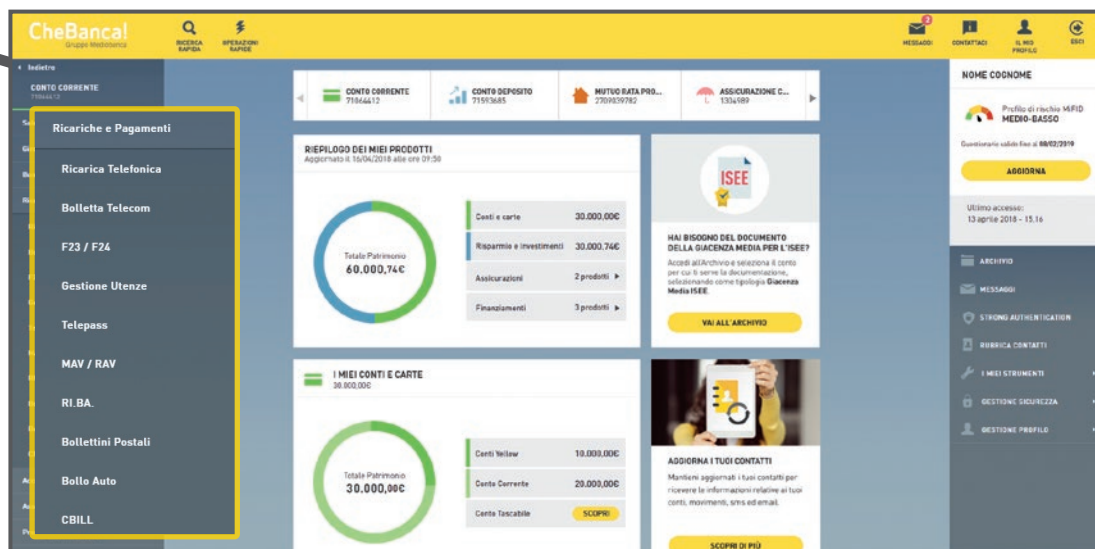 CheBanca!
Gruppo Mediobanca
RICERCA
RAPIDA
OPERAZIONI
RAPIDE
2
MESSAGGI
CONTATTACI
IL MIO
PROFILO
ESCI
Indietro
CONTO CORRENTE
71064412
Ricariche e Pagamenti
Ricarica Telefonica
Bolletta Telecom
F23 / F24
Gestione Utenze
Telepass
MAV / RAV
RI.BA.
Bollettini Postali
Bollo Auto
CBILL
CONTO CORRENTE
71064412
CONTO DEPOSITO
71593685
MUTUO RATA PRO...
2709039782
ASSICURAZIONE C...
1334989
RIEPILOGO DEI MIEI PRODOTTI
Aggiornato il 16/04/2018 alle ore 09:50
Totale Patrimonio
60.000,74€
Conti e carte 30.000,00€
Risparmio e investimenti 30.000,74€
Assicurazioni 2 prodotti
Finanziamenti 3 prodotti
ISEE
HAI BISOGNO DEL DOCUMENTO
DELLA GIACENZA MEDIA PER L'ISEE?
Accedi all'Archivio e seleziona il conto
per cui ti serve la documentazione,
selezionando come tipologia Giacenza
Media ISEE.
VAI ALL'ARCHIVIO
I MIEI CONTI E CARTE
30.000,00€
Totale Patrimonio
30.000,00€
Conti Yellow 10.000,00€
Conto Corrente 20.000,00€
Conto Tascabile SCOPRI
AGGIORNA I TUOI CONTATTI
Mantieni aggiornati i tuoi contatti per
ricevere le informazioni relative ai tuoi
conti, movimenti, sms ed email.
SCOPRI DI PIÙ
NOME COGNOME
Profilo di rischio MiFID
MEDIO-BASSO
Questionario valido fino al 08/02/2019
AGGIORNA
Ultimo accesso:
13 aprile 2018 - 15.16
ARCHIVIO
MESSAGGI
STRONG AUTHENTICATION
RUBRICA CONTATTI
I MIEI STRUMENTI
GESTIONE SICUREZZA
GESTIONE PROFILO